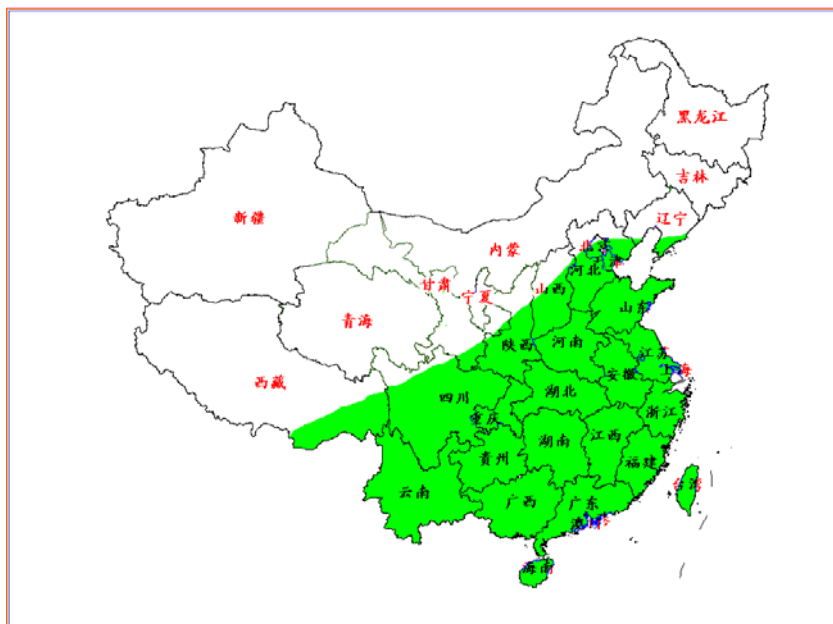 黑龙江
吉林
辽宁
新疆
内蒙
北京
河北
甘肃
宁夏
山西
山东
青海
陕西
河南
江苏
上海
安徽
西藏
四川
湖北
浙江
重庆
湖南
江西
贵州
福建
云南
广西
广东
台湾
海南